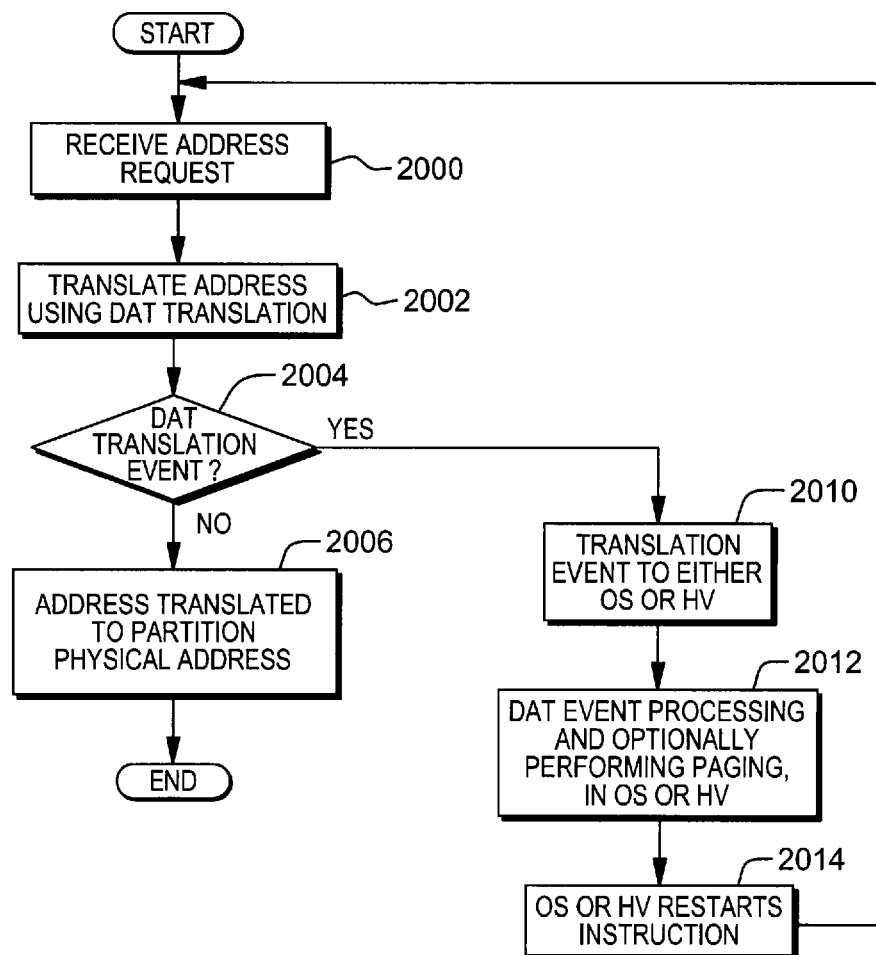 START
RECEIVE ADDRESS
REQUEST
2000
TRANSLATE ADDRESS
USING DAT TRANSLATION
2002
2004
DAT
TRANSLATION
EVENT ?
YES
NO
2006
ADDRESS TRANSLATED
TO PARTITION
PHYSICAL ADDRESS
END
2010
TRANSLATION
EVENT TO EITHER
OS OR HV
2012
DAT EVENT PROCESSING
AND OPTIONALLY
PERFORMING PAGING,
IN OS OR HV
2014
OS OR HV RESTARTS
INSTRUCTION